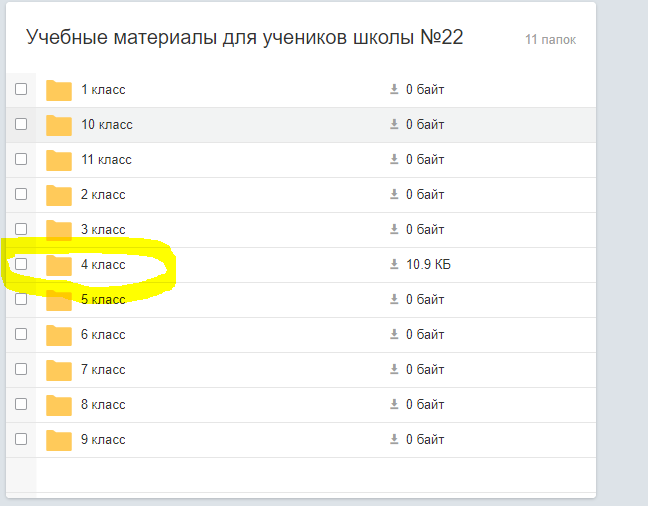 Учебные материалы для учеников школы №22
11 папок
1 класс 0 байт
10 класс 0 байт
11 класс 0 байт
2 класс 0 байт
3 класс 0 байт
4 класс 10.9 КБ
5 класс 0 байт
6 класс 0 байт
7 класс 0 байт
8 класс 0 байт
9 класс 0 байт